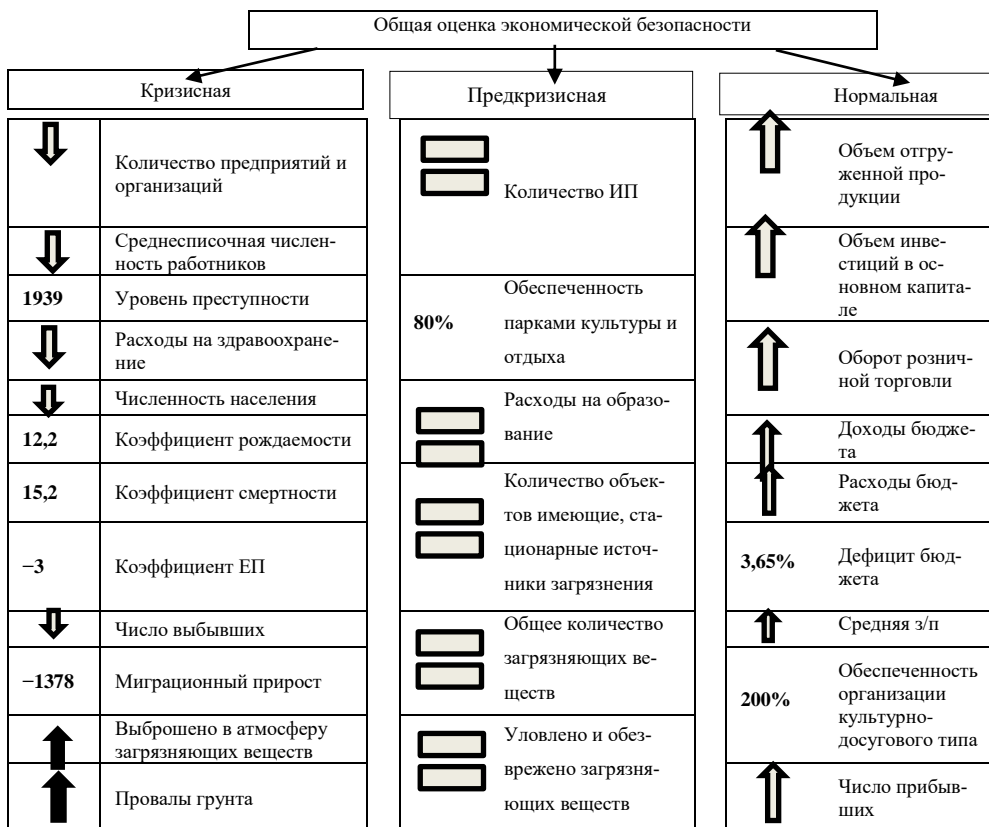 Общая оценка экономической безопасности
Кризисная
Количество предприятий и
организаций
Среднесписочная числен-
ность работников
1939
Уровень преступности
Расходы на здравоохране-
ние
Численность населения
12,2
Коэффициент рождаемости
15,2
Коэффициент смертности
−3
Коэффициент ЕП
Число выбывших
−1378
Миграционный прирост
Выброшено в атмосферу
загрязняющих веществ
Провалы грунта
Предкризисная
Количество ИП
80%
Обеспеченность
парками культуры и
отдыха
Расходы на образо-
вание
Количество объек-
тов имеющие, ста-
ционарные источ-
ники загрязнения
Общее количество
загрязняющих ве-
ществ
Уловлено и обез-
врежено загрязня-
ющих веществ
Нормальная
Объем отгру-
женной про-
дукции
Объем инве-
стиций в ос-
новном капита-
ле
Оборот рознич-
ной торговли
Доходы бюдже-
та
Расходы бюд-
жета
3,65%
Дефицит бюд-
жета
Средняя з/п
200%
Обеспеченность
организации
культурно-
досугового типа
Число прибыв-
ших